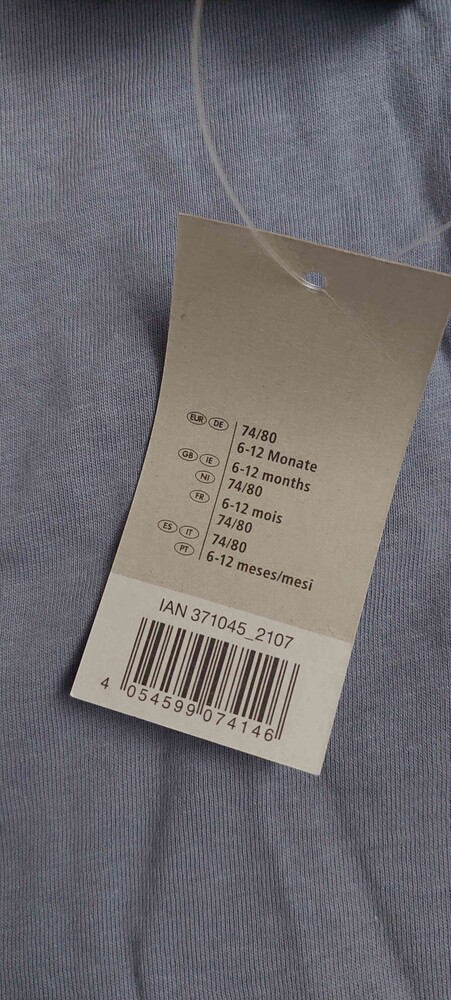 EUR DE 74/80
6-12 Monate
GB IE 6-12 months
NI 74/80
FR 6-12 mois
74/80
ES IT 74/80
PT 6-12 meses/mesi
IAN 371045_2107
4 054599 074146